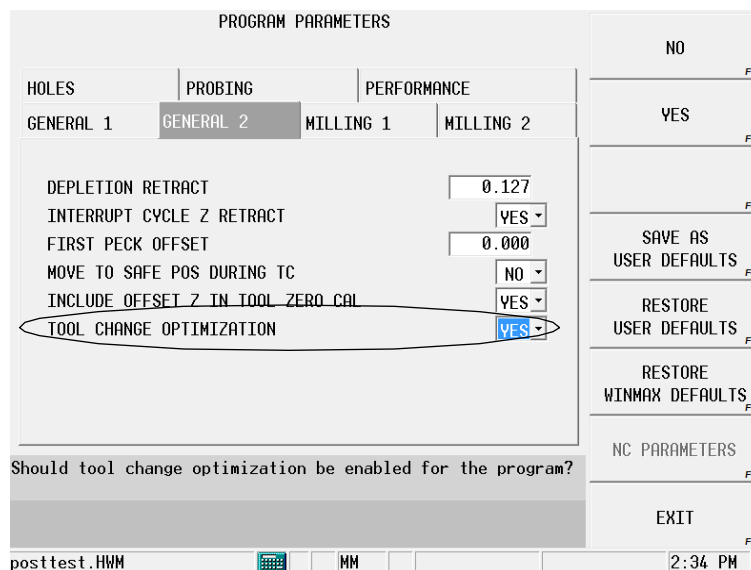 PROGRAM PARAMETERS
HOLES PROBING PERFORMANCE
GENERAL 1 GENERAL 2 MILLING 1 MILLING 2
DEPLETION RETRACT 0.127
INTERRUPT CYCLE Z RETRACT YES
FIRST PECK OFFSET 0.000
MOVE TO SAFE POS DURING TC NO
INCLUDE OFFSET Z IN TOOL ZERO CAL YES
TOOL CHANGE OPTIMIZATION YES
Should tool change optimization be enabled for the program?
posttest.HWM MM 2:34 PM
NO
F
YES
F
F
SAVE AS
USER DEFAULTS
F
RESTORE
USER DEFAULTS
F
RESTORE
WINMAX DEFAULTS
F
NC PARAMETERS
F
EXIT
F